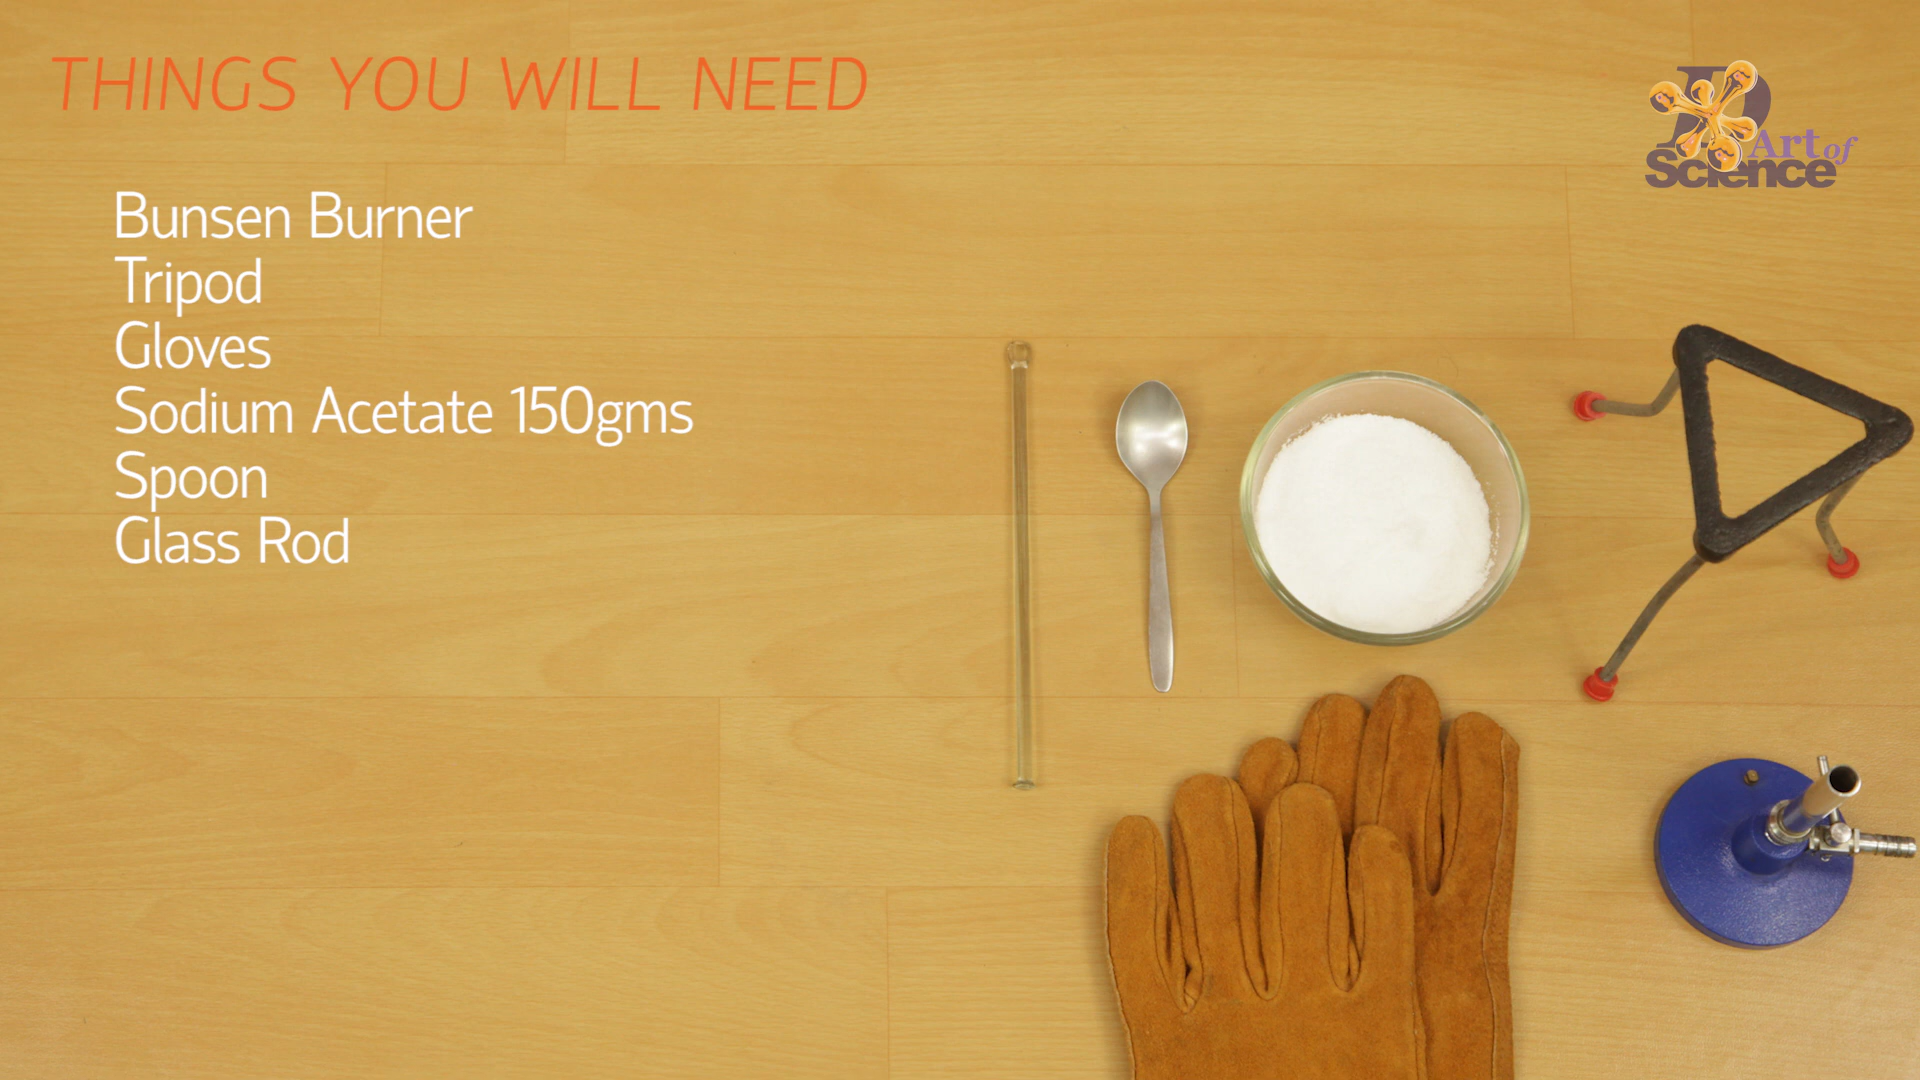 THINGS YOU WILL NEED
Bunsen Burner
Tripod
Gloves
Sodium Acetate 150gms
Spoon
Glass Rod
D
Art of
Science